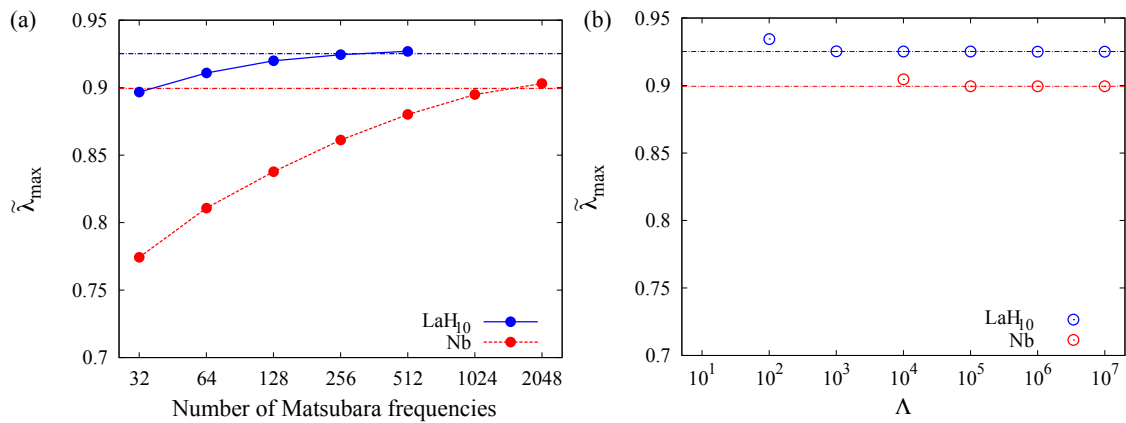 (a)
0.95
0.9
0.85
0.8
0.75
0.7
λ̃max
32 64 128 256 512 1024 2048
Number of Matsubara frequencies
LaH10
Nb
(b)
0.95
0.9
0.85
0.8
0.75
0.7
λ̃max
10^1 10^2 10^3 10^4 10^5 10^6 10^7
Λ
LaH10
Nb